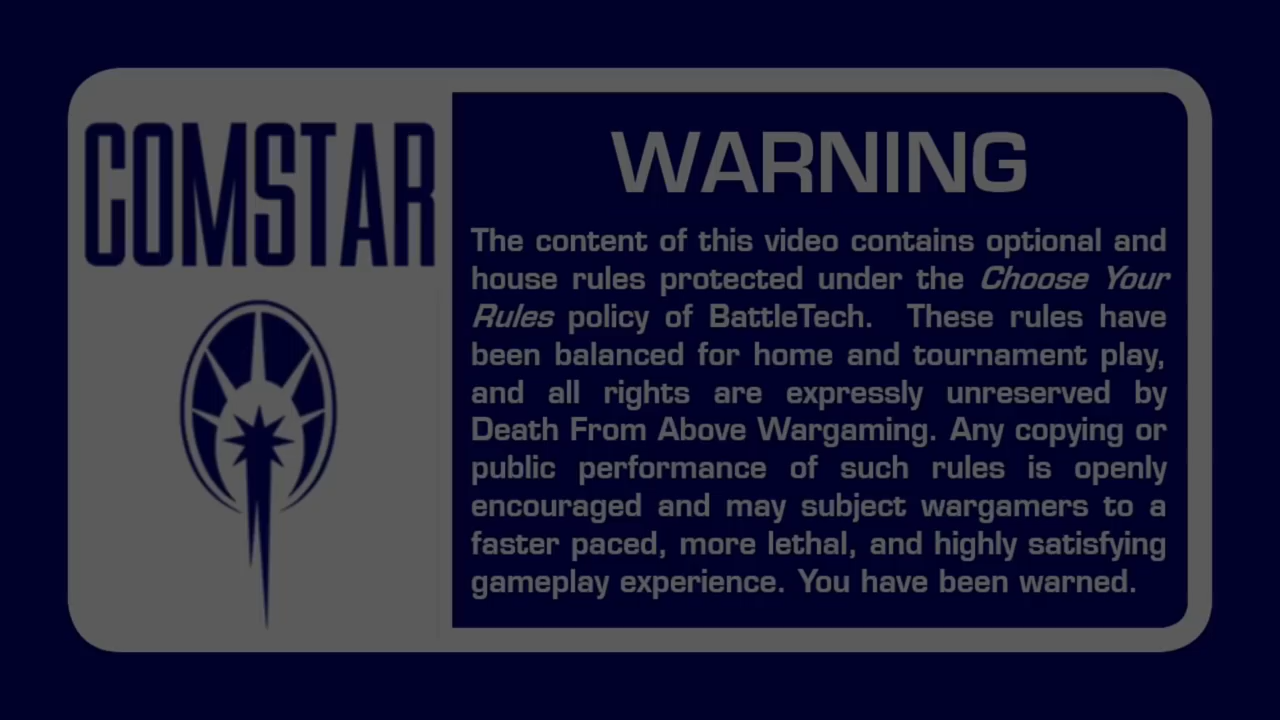 COMSTAR
WARNING
The content of this video contains optional and
house rules protected under the Choose Your
Rules policy of BattleTech. These rules have
been balanced for home and tournament play,
and all rights are expressly unreserved by
Death From Above Wargaming. Any copying or
public performance of such rules is openly
encouraged and may subject wargamers to a
faster paced, more lethal, and highly satisfying
gameplay experience. You have been warned.